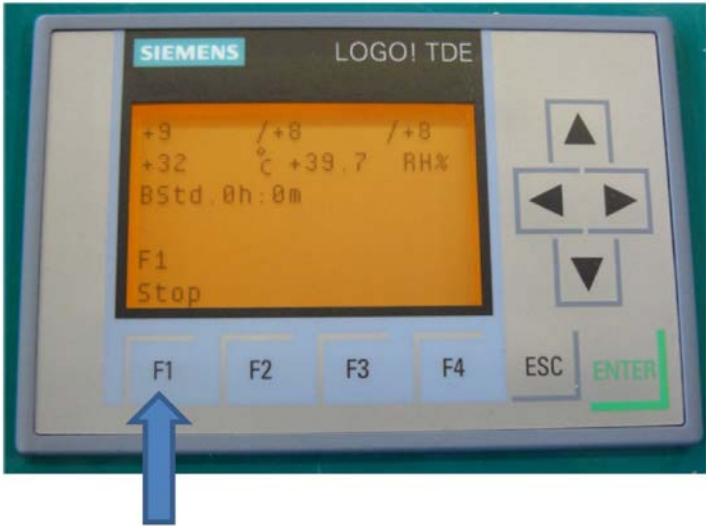 SIEMENS LOGO! TDE
+9 /+8 /+8
+32 °C +39,7 RH%
BStd.0h:0m
F1
Stop
F1 F2 F3 F4 ESC ENTER